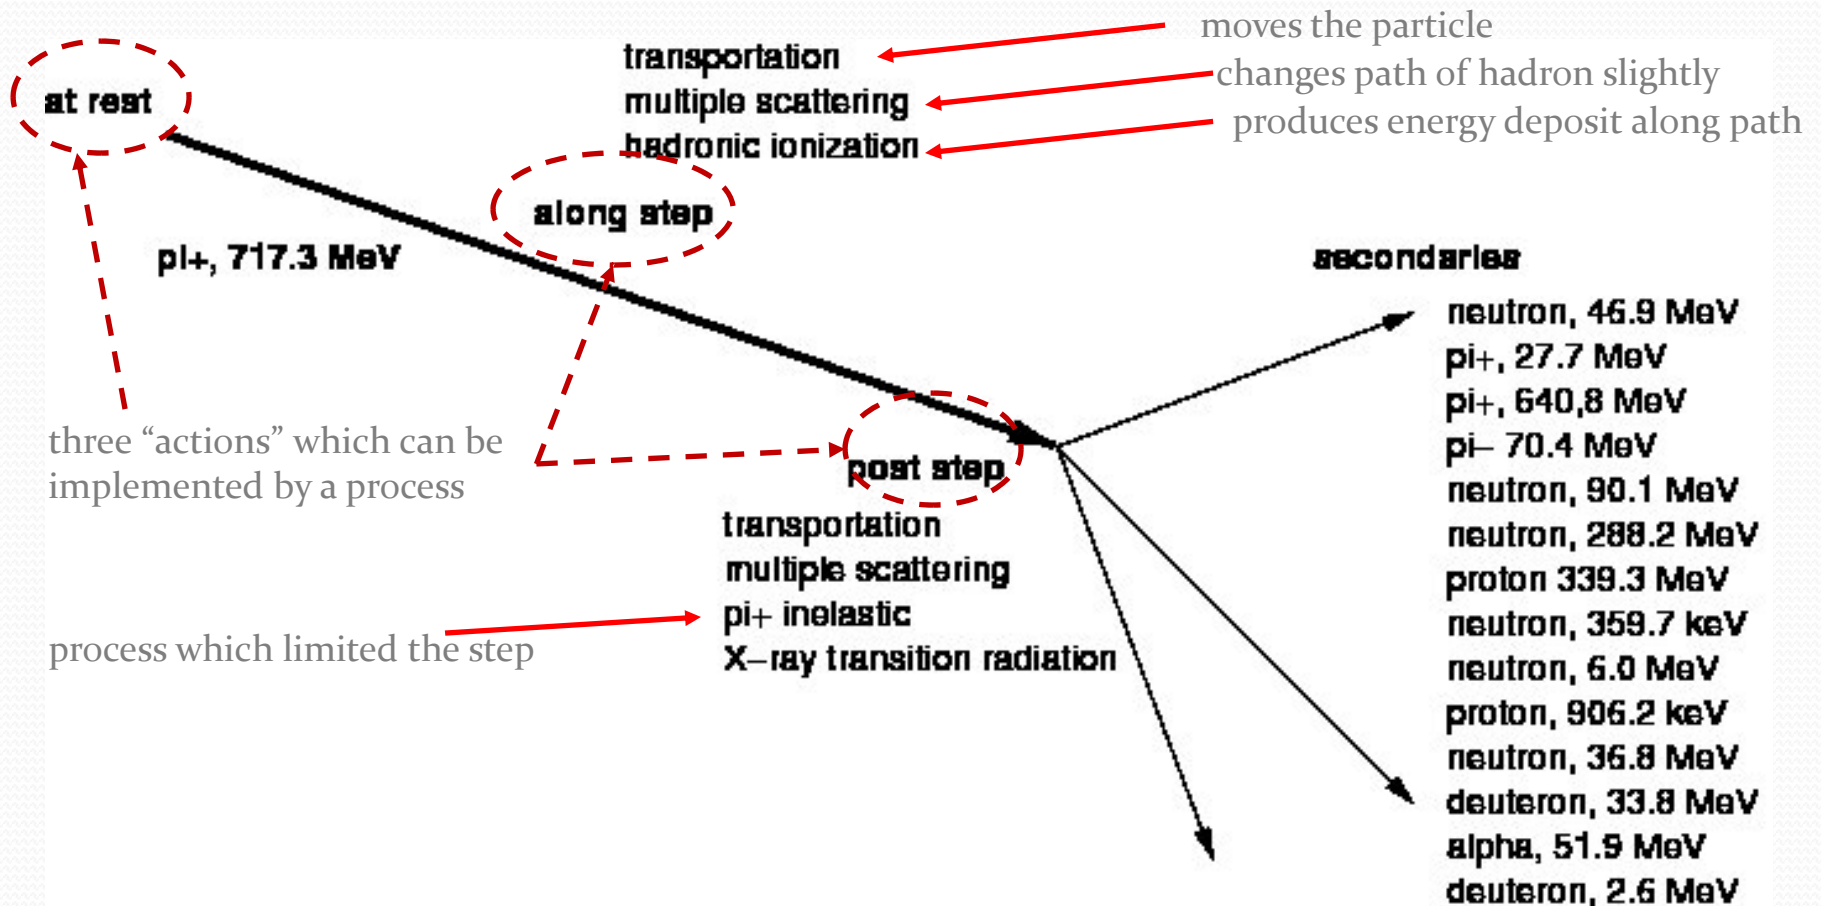 moves the particle
transportation
changes path of hadron slightly
at rest
multiple scattering
produces energy deposit along path
hadronic ionization
along step
pi+, 717.3 MeV
secondaries
neutron, 46.9 MeV
pi+, 27.7 MeV
pi+, 640,8 MeV
pi– 70.4 MeV
neutron, 90.1 MeV
neutron, 288.2 MeV
proton 339.3 MeV
neutron, 359.7 keV
neutron, 6.0 MeV
proton, 906.2 keV
neutron, 36.8 MeV
deuteron, 33.8 MeV
alpha, 51.9 MeV
deuteron, 2.6 MeV
three “actions” which can be
implemented by a process
post step
transportation
multiple scattering
pi+ inelastic
X–ray transition radiation
process which limited the step